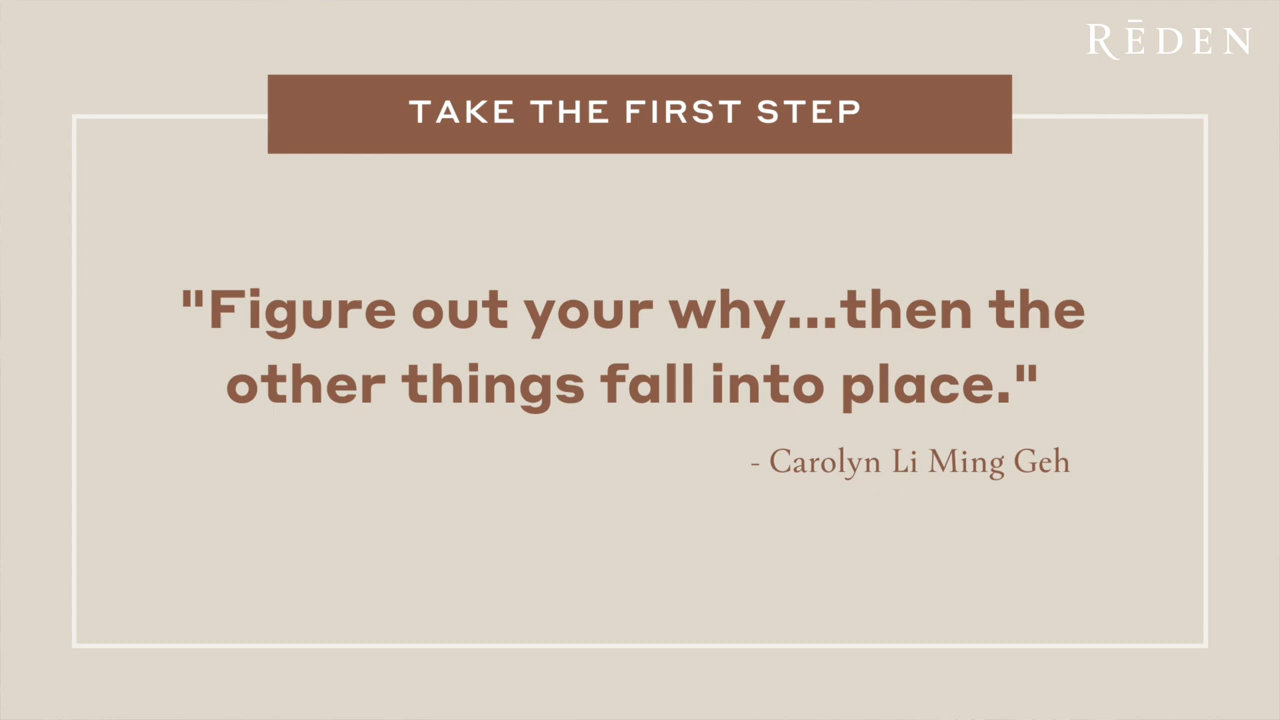 RĒDEN
TAKE THE FIRST STEP
"Figure out your why...then the
other things fall into place."
- Carolyn Li Ming Geh